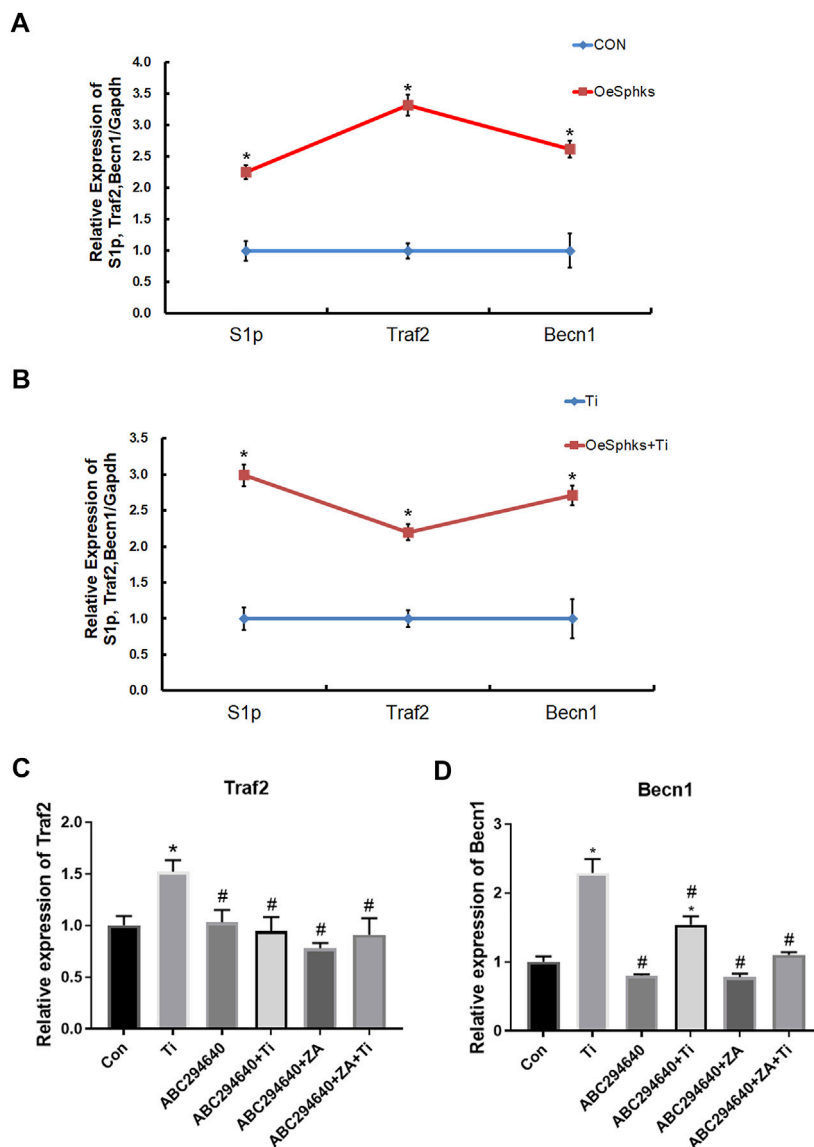 A
CON
OeSphks
Relative Expression of
S1p, Traf2,Becn1/Gapdh
4.0
3.5
3.0
2.5
2.0
1.5
1.0
0.5
0.0
*
*
*
S1p
Traf2
Becn1
B
Ti
OeSphks+Ti
Relative Expression of
S1p, Traf2,Becn1/Gapdh
3.5
3.0
2.5
2.0
1.5
1.0
0.5
0.0
*
*
*
S1p
Traf2
Becn1
C
Traf2
Relative expression of Traf2
2.0
1.5
1.0
0.5
0.0
*
#
#
#
#
Con
Ti
ABC294640
ABC294640+Ti
ABC294640+ZA
ABC294640+ZA+Ti
D
Becn1
Relative expression of Becn1
3
2
1
0
*
#
#
*
#
#
Con
Ti
ABC294640
ABC294640+Ti
ABC294640+ZA
ABC294640+ZA+Ti